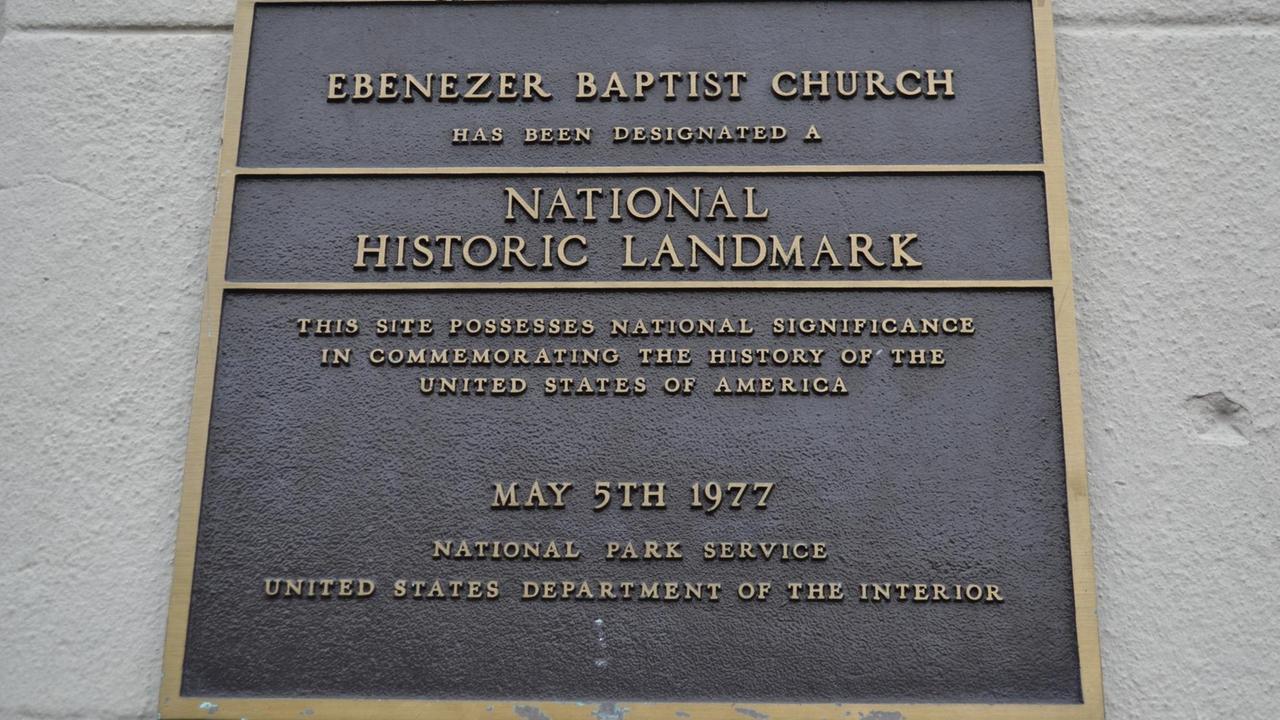 EBENEZER BAPTIST CHURCH
HAS BEEN DESIGNATED A
NATIONAL
HISTORIC LANDMARK
THIS SITE POSSESSES NATIONAL SIGNIFICANCE
IN COMMEMORATING THE HISTORY OF THE
UNITED STATES OF AMERICA
MAY 5TH 1977
NATIONAL PARK SERVICE
UNITED STATES DEPARTMENT OF THE INTERIOR